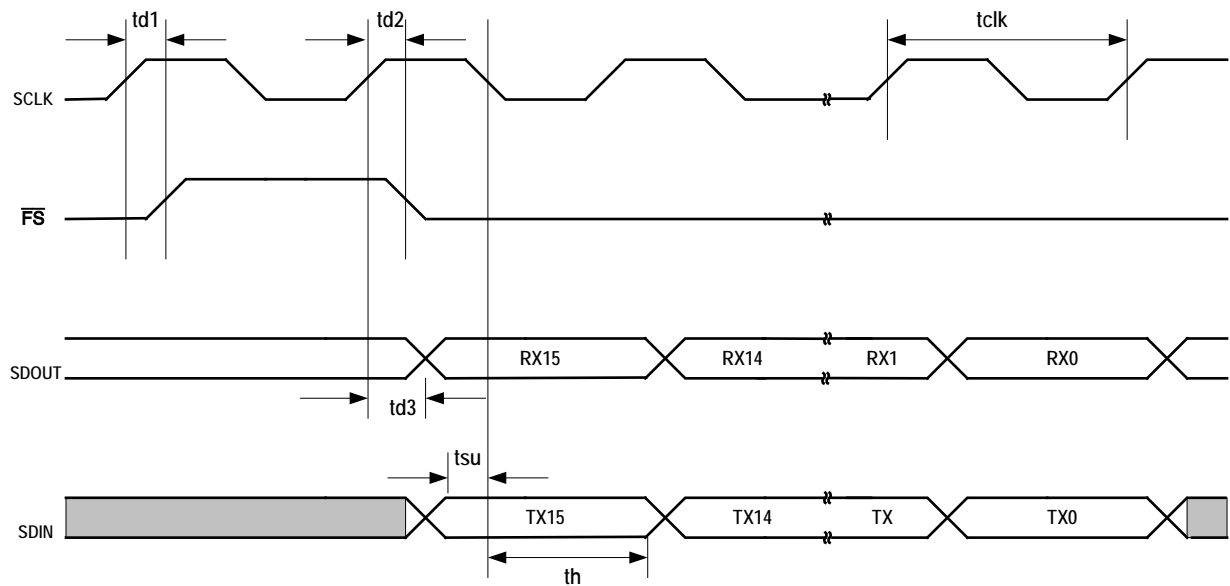 td1
td2
tclk
SCLK
FS
SDOUT
RX15
RX14
RX1
RX0
td3
tsu
SDIN
TX15
TX14
TX
TX0
th